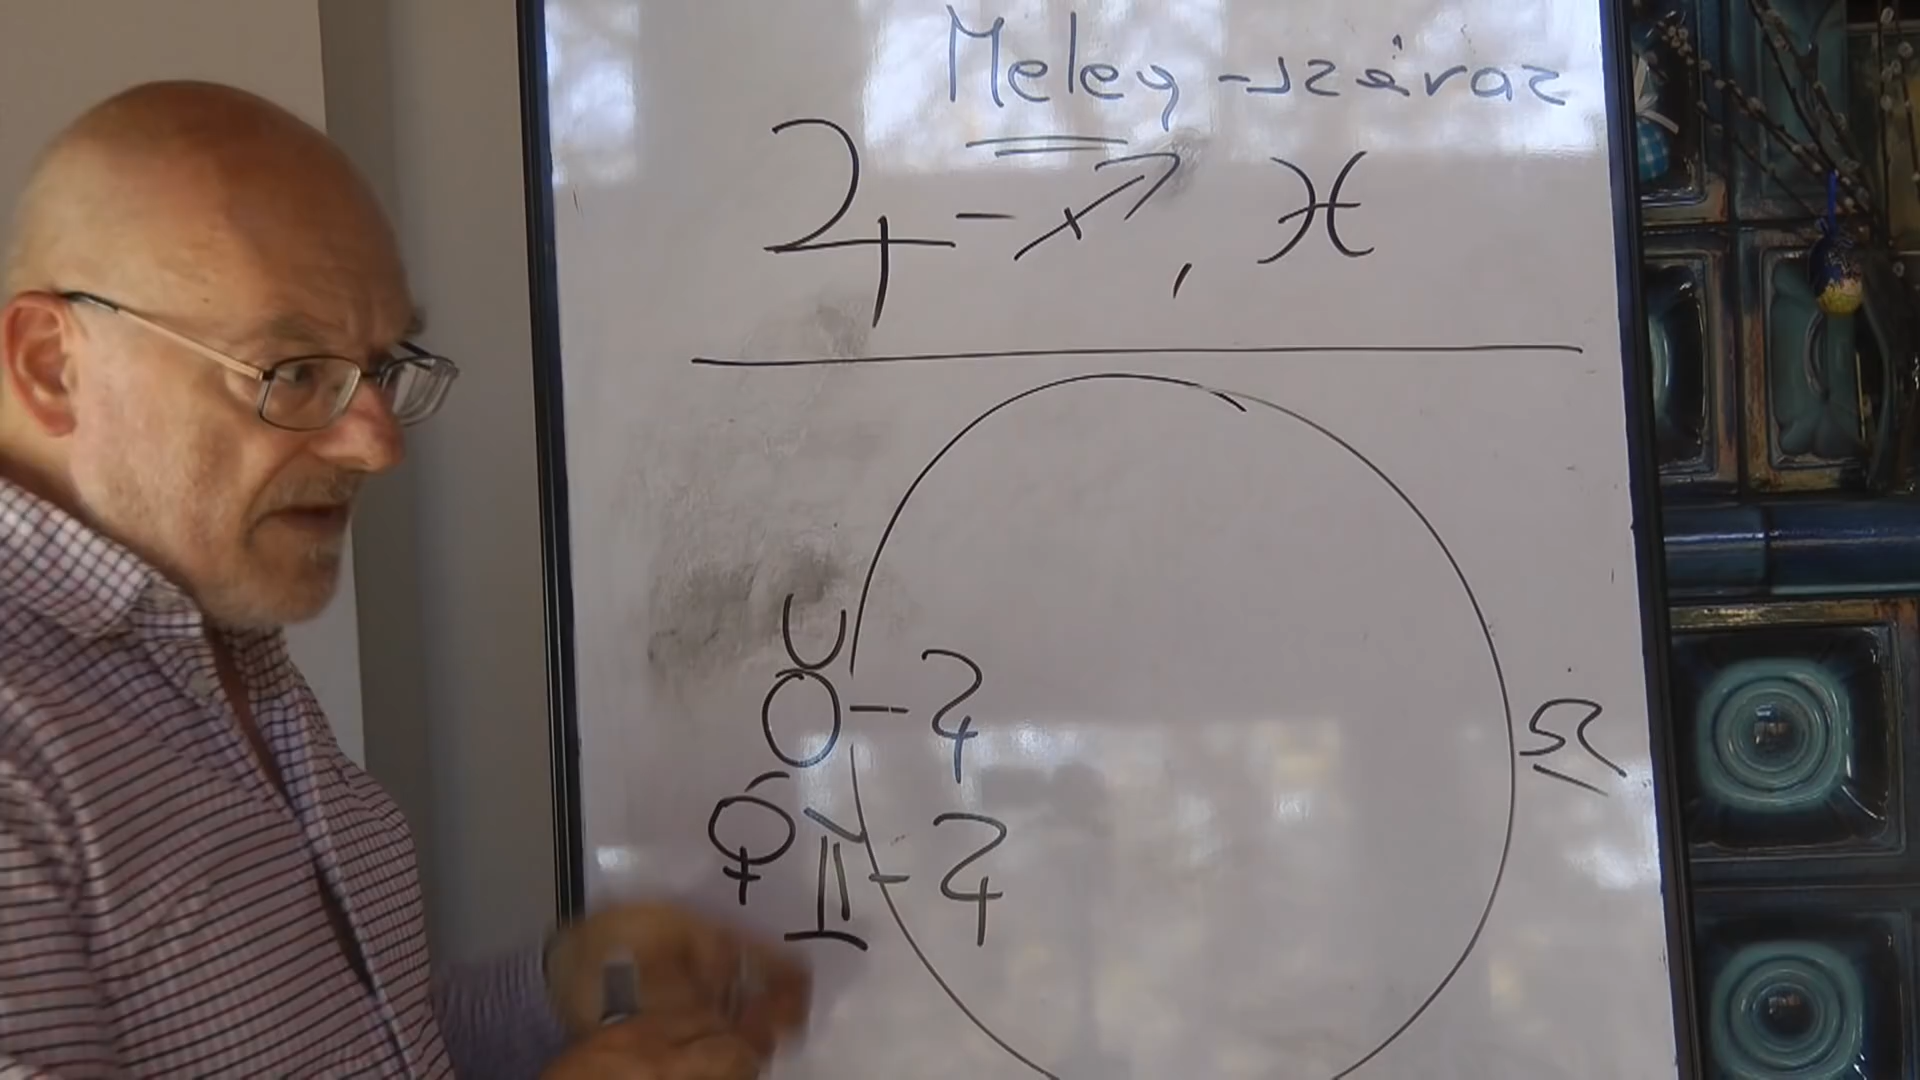 Meleg - száraz
♃ - ♐, ♓
♉ - ♃
♎
♀ ♊ - ♃